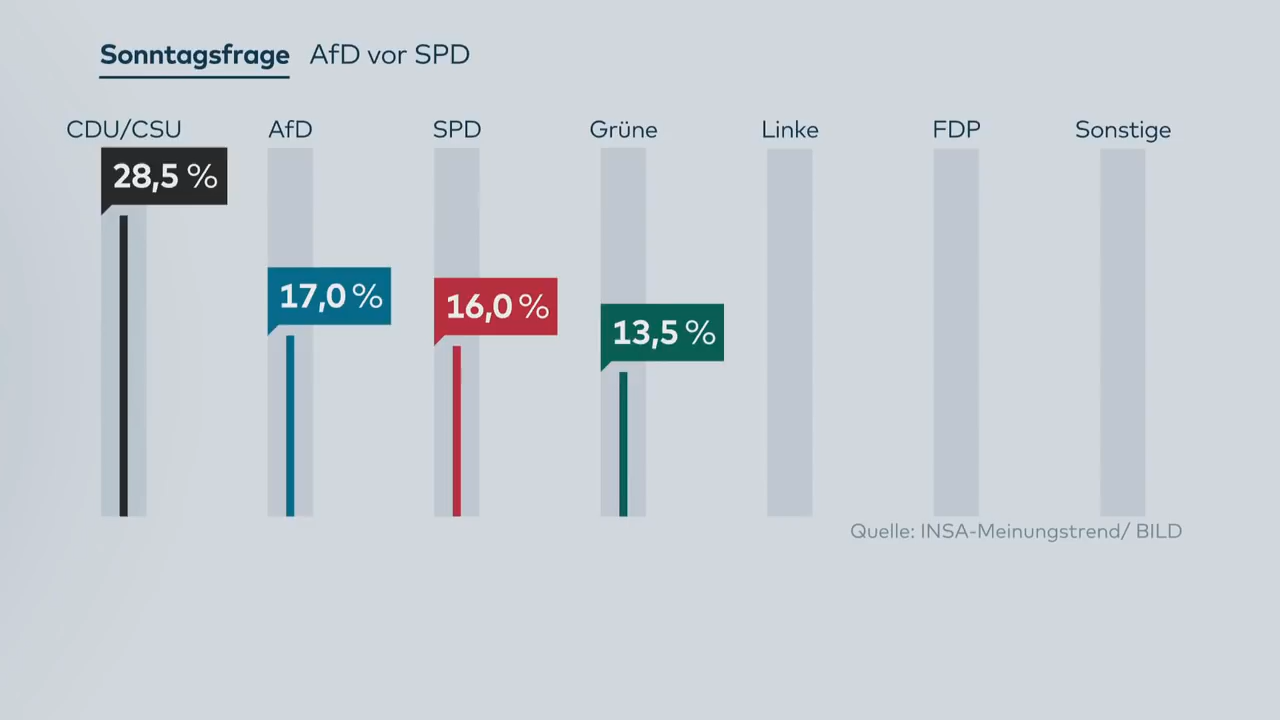 Sonntagsfrage AfD vor SPD
CDU/CSU AfD SPD Grüne Linke FDP Sonstige
28,5 %
17,0 %
16,0 %
13,5 %
Quelle: INSA-Meinungstrend/ BILD